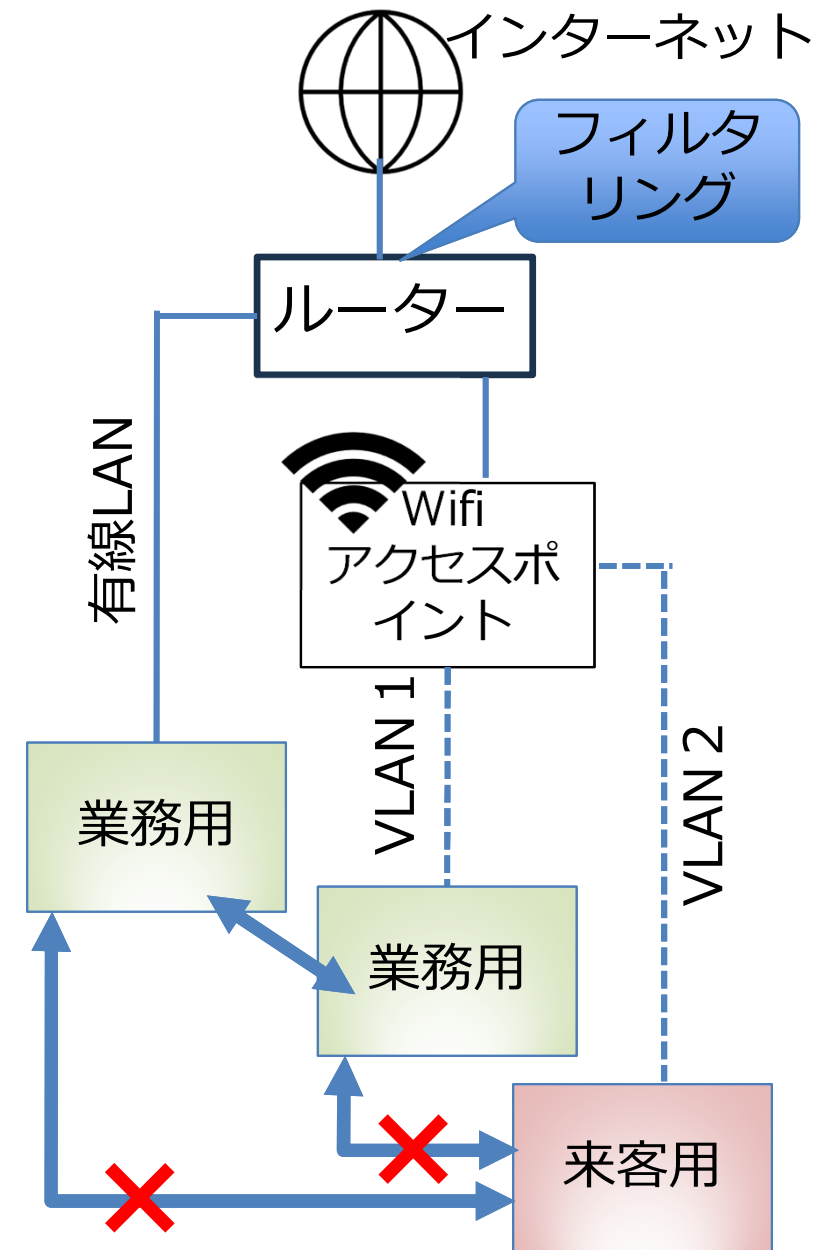 インターネット
フィルタ
リング
ルーター
有線LAN
Wifi
アクセスポ
イント
VLAN 1
VLAN 2
業務用
業務用
来客用